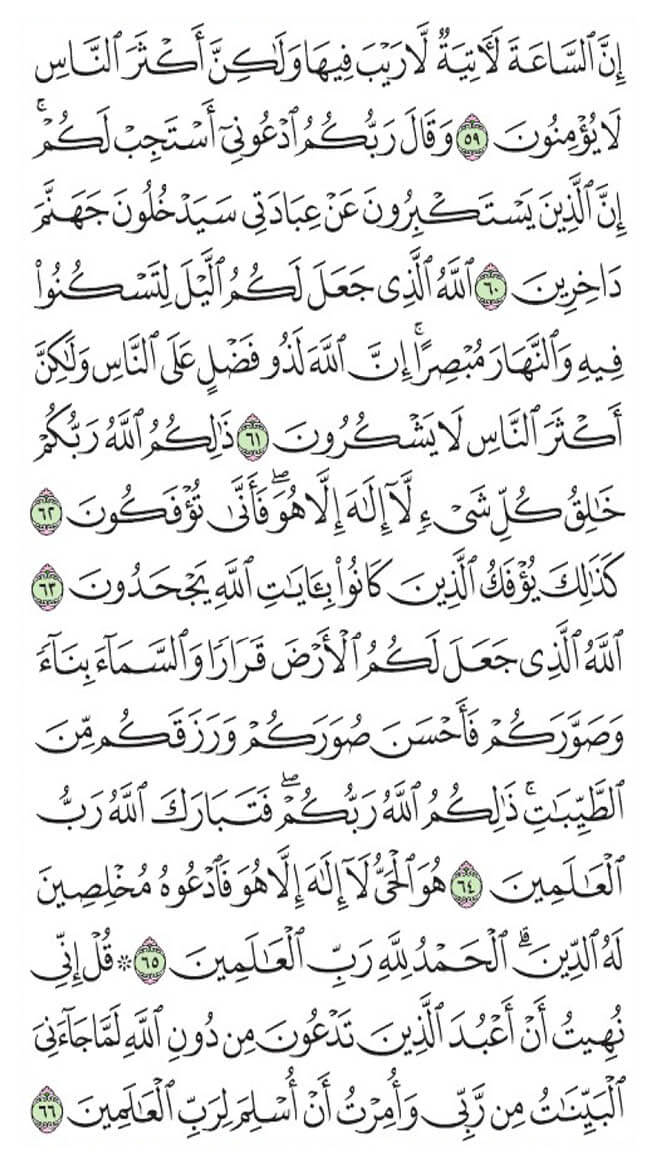 إِنَّ ٱلسَّاعَةَ لَـَٔاتِيَةٌ لَّا رَيْبَ فِيهَا وَلَٰكِنَّ أَكْثَرَ ٱلنَّاسِ
لَا يُؤْمِنُونَ ٥٩ وَقَالَ رَبُّكُمُ ٱدْعُونِىٓ أَسْتَجِبْ لَكُمْ ۚ
إِنَّ ٱلَّذِينَ يَسْتَكْبِرُونَ عَنْ عِبَادَتِى سَيَدْخُلُونَ جَهَنَّمَ
دَاخِرِينَ ٦٠ ٱللَّهُ ٱلَّذِى جَعَلَ لَكُمُ ٱلَّيْلَ لِتَسْكُنُوا۟
فِيهِ وَٱلنَّهَارَ مُبْصِرًا ۚ إِنَّ ٱللَّهَ لَذُو فَضْلٍ عَلَى ٱلنَّاسِ وَلَٰكِنَّ
أَكْثَرَ ٱلنَّاسِ لَا يَشْكُرُونَ ٦١ ذَٰلِكُمُ ٱللَّهُ رَبُّكُمْ
خَٰلِقُ كُلِّ شَىْءٍ لَّآ إِلَٰهَ إِلَّا هُوَ ۖ فَأَنَّىٰ تُؤْفَكُونَ ٦٢
كَذَٰلِكَ يُؤْفَكُ ٱلَّذِينَ كَانُوا۟ بِـَٔايَٰتِ ٱللَّهِ يَجْحَدُونَ ٦٣
ٱللَّهُ ٱلَّذِى جَعَلَ لَكُمُ ٱلْأَرْضَ قَرَارًا وَٱلسَّمَآءَ بِنَآءً
وَصَوَّرَكُمْ فَأَحْسَنَ صُوَرَكُمْ وَرَزَقَكُم مِّنَ
ٱلطَّيِّبَٰتِ ۚ ذَٰلِكُمُ ٱللَّهُ رَبُّكُمْ ۖ فَتَبَارَكَ ٱللَّهُ رَبُّ
ٱلْعَٰلَمِينَ ٦٤ هُوَ ٱلْحَىُّ لَآ إِلَٰهَ إِلَّا هُوَ فَٱدْعُوهُ مُخْلِصِينَ
لَهُ ٱلدِّينَ ۗ ٱلْحَمْدُ لِلَّهِ رَبِّ ٱلْعَٰلَمِينَ ٦٥ ۞ قُلْ إِنِّى
نُهِيتُ أَنْ أَعْبُدَ ٱلَّذِينَ تَدْعُونَ مِن دُونِ ٱللَّهِ لَمَّا جَآءَنِىَ
ٱلْبَيِّنَٰتُ مِن رَّبِّى وَأُمِرْتُ أَنْ أُسْلِمَ لِرَبِّ ٱلْعَٰلَمِينَ ٦٦